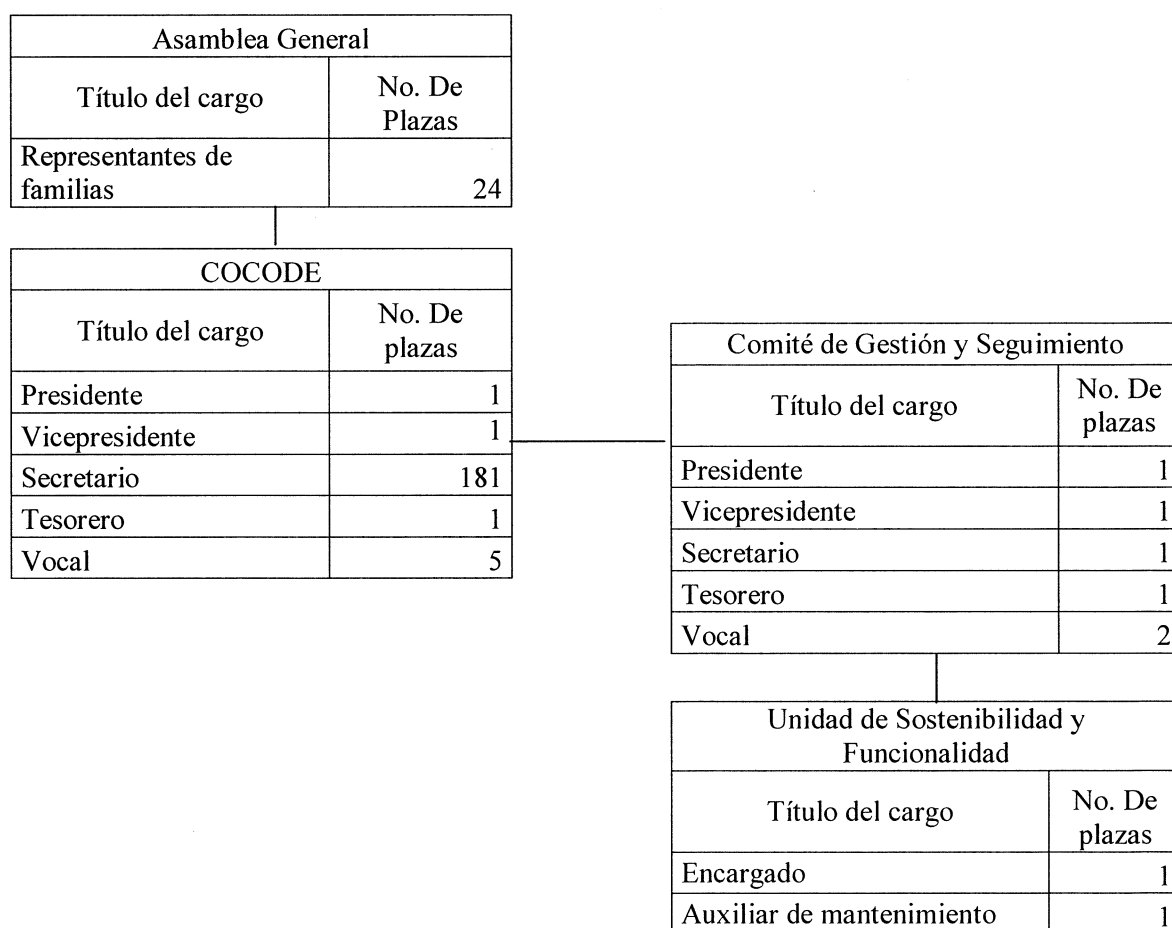 Asamblea General
Título del cargo
No. De
Plazas
Representantes de
familias
24
COCODE
Título del cargo
No. De
plazas
Presidente 1
Vicepresidente 1
Secretario 181
Tesorero 1
Vocal 5
Comité de Gestión y Seguimiento
Título del cargo
No. De
plazas
Presidente 1
Vicepresidente 1
Secretario 1
Tesorero 1
Vocal 2
Unidad de Sostenibilidad y
Funcionalidad
Título del cargo
No. De
plazas
Encargado 1
Auxiliar de mantenimiento 1